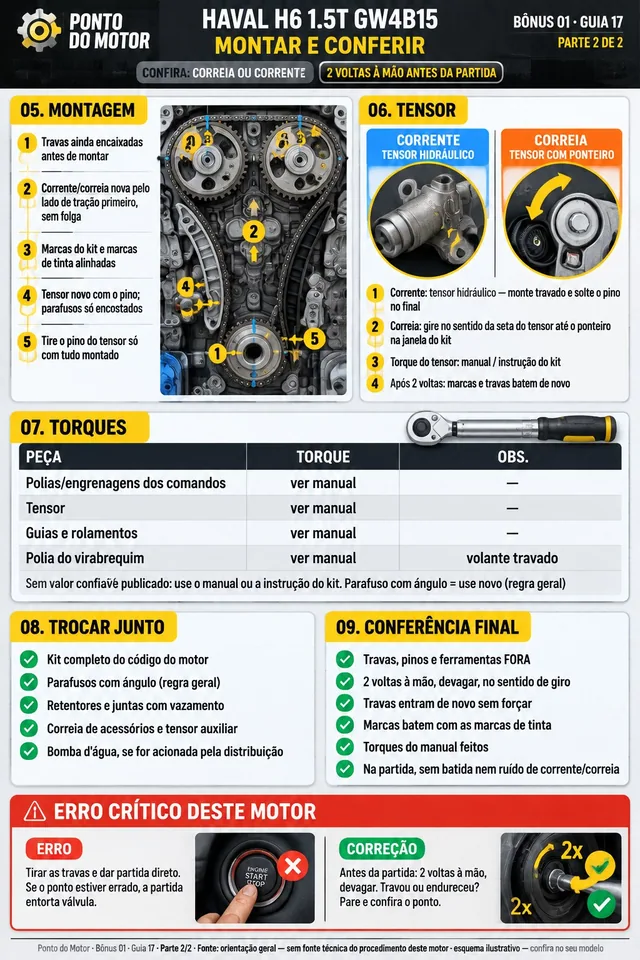 PONTO
DO MOTOR
HAVAL H6 1.5T GW4B15
MONTAR E CONFERIR
BÔNUS 01 · GUIA 17
PARTE 2 DE 2
CONFIRA: CORREIA OU CORRENTE
2 VOLTAS À MÃO ANTES DA PARTIDA
05. MONTAGEM
1 Travas ainda encaixadas
antes de montar
2 Corrente/correia nova pelo
lado de tração primeiro,
sem folga
3 Marcas do kit e marcas
de tinta alinhadas
4 Tensor novo com o pino;
parafusos só encostados
5 Tire o pino do tensor só
com tudo montado
3
3
2
4
1
5
06. TENSOR
CORRENTE
TENSOR HIDRÁULICO
CORREIA
TENSOR COM PONTEIRO
1 Corrente: tensor hidráulico — monte travado e solte o pino
no final
2 Correia: gire no sentido da seta do tensor até o ponteiro
na janela do kit
3 Torque do tensor: manual / instrução do kit
4 Após 2 voltas: marcas e travas batem de novo
07. TORQUES
PEÇA TORQUE OBS.
Polias/engrenagens dos comandos ver manual —
Tensor ver manual —
Guias e rolamentos ver manual —
Polia do virabrequim ver manual volante travado
Sem valor confiável publicado: use o manual ou a instrução do kit. Parafuso com ângulo = use novo (regra geral)
08. TROCAR JUNTO
Kit completo do código do motor
Parafusos com ângulo (regra geral)
Retentores e juntas com vazamento
Correia de acessórios e tensor auxiliar
Bomba d'água, se for acionada pela distribuição
09. CONFERÊNCIA FINAL
Travas, pinos e ferramentas FORA
2 voltas à mão, devagar, no sentido de giro
Travas entram de novo sem forçar
Marcas batem com as marcas de tinta
Torques do manual feitos
Na partida, sem batida nem ruído de corrente/correia
ERRO CRÍTICO DESTE MOTOR
ERRO
Tirar as travas e dar partida direto.
Se o ponto estiver errado, a partida
entorta válvula.
ENGINE
START
STOP
CORREÇÃO
Antes da partida: 2 voltas à mão,
devagar. Travou ou endureceu?
Pare e confira o ponto.
2x
2x
Ponto do Motor · Bônus 01 · Guia 17 · Parte 2/2 · Fonte: orientação geral — sem fonte técnica do procedimento deste motor · esquema ilustrativo — confira no seu modelo